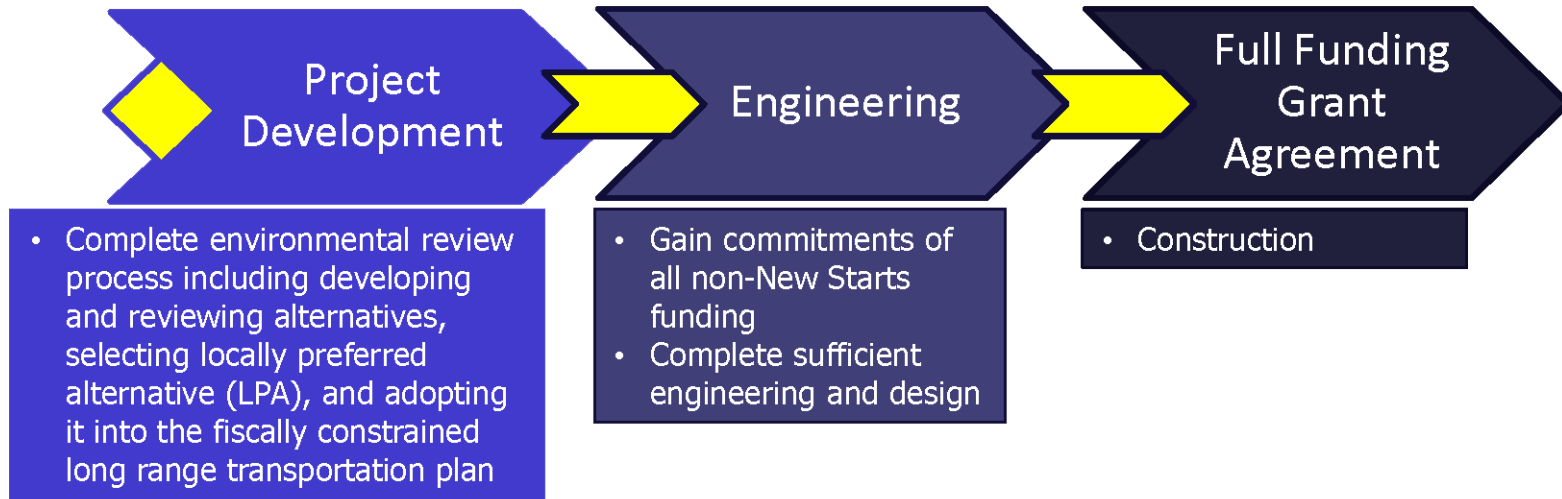 Project
Development
Engineering
Full Funding
Grant
Agreement
• Complete environmental review
process including developing
and reviewing alternatives,
selecting locally preferred
alternative (LPA), and adopting
it into the fiscally constrained
long range transportation plan
• Gain commitments of
all non-New Starts
funding
• Complete sufficient
engineering and design
• Construction